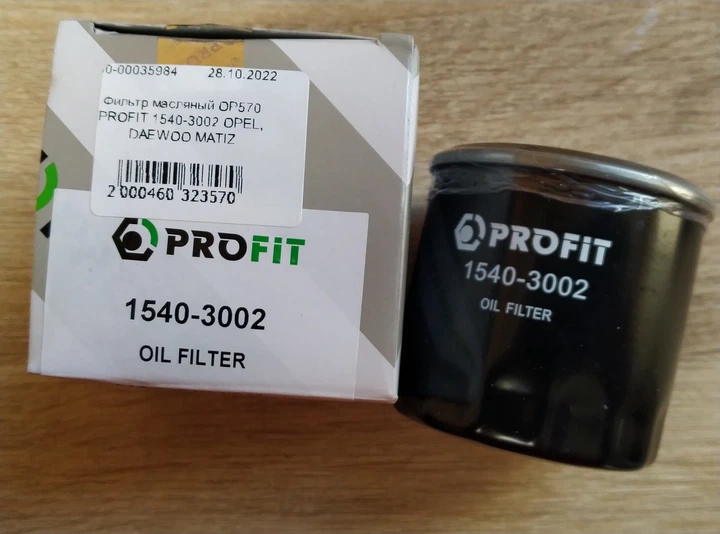 0-00035984 28.10.2022
Фильтр масляный OP570
PROFIT 1540-3002 OPEL,
DAEWOO MATIZ
2 000460 323570
PROFiT
1540-3002
OIL FILTER
PROFiT
1540-3002
OIL FILTER